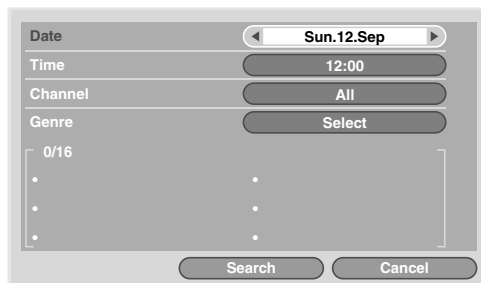 Date Sun.12.Sep
Time 12:00
Channel All
Genre Select
0/16
Search Cancel